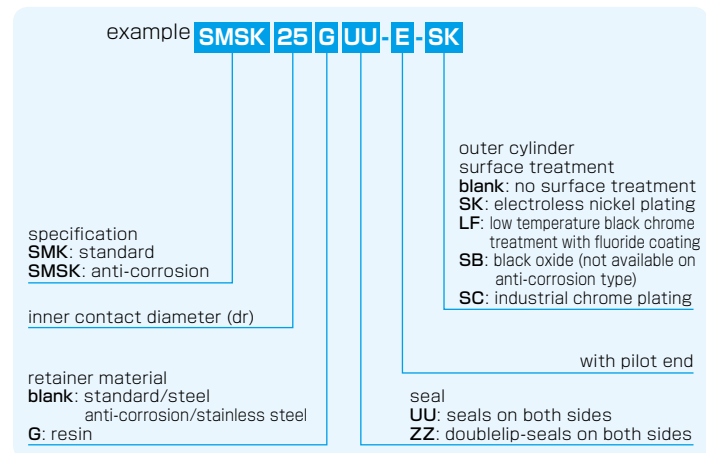 example SMSK 25 G UU-E-SK
specification
SMK: standard
SMSK: anti-corrosion
inner contact diameter (dr)
retainer material
blank: standard/steel
anti-corrosion/stainless steel
G: resin
outer cylinder
surface treatment
blank: no surface treatment
SK: electroless nickel plating
LF: low temperature black chrome
treatment with fluoride coating
SB: black oxide (not available on
anti-corrosion type)
SC: industrial chrome plating
with pilot end
seal
UU: seals on both sides
ZZ: doublelip-seals on both sides